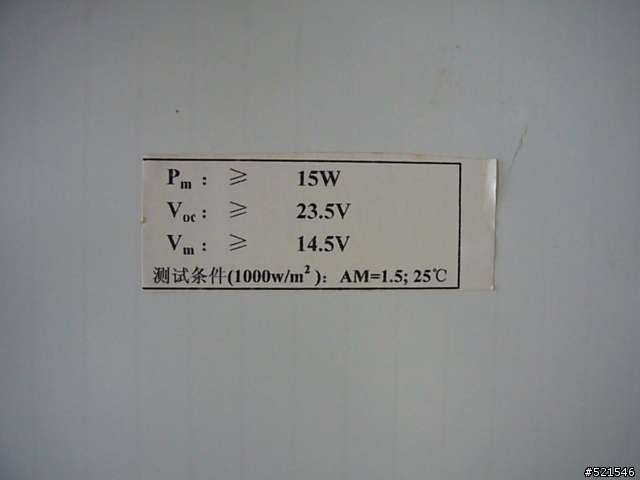 Pm： ≥ 15W
Voc： ≥ 23.5V
Vm： ≥ 14.5V
测试条件(1000w/m²)：AM=1.5; 25℃
#521546